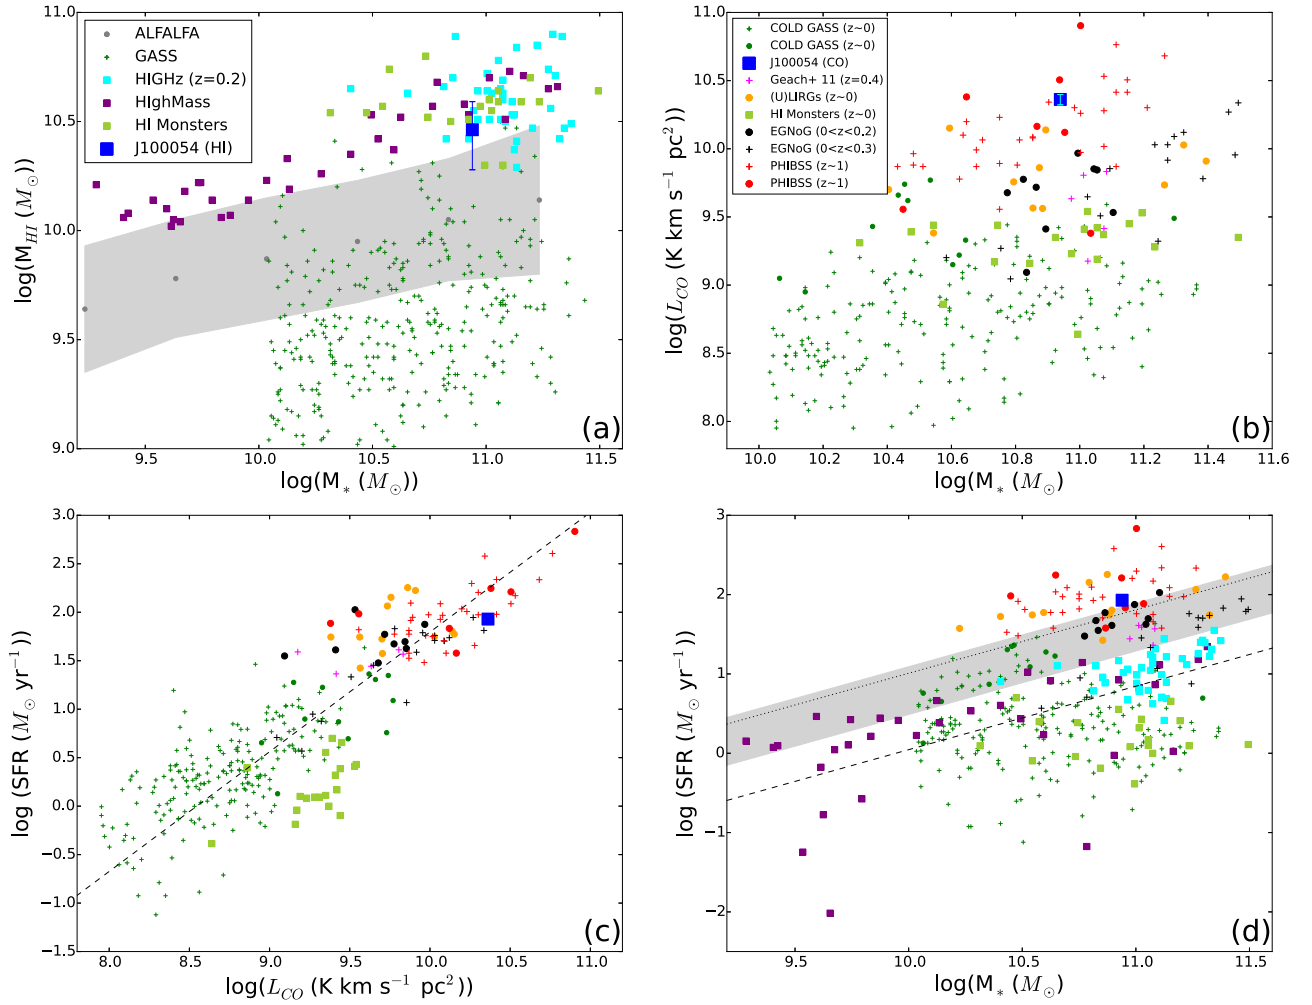 11.0
10.5
10.0
9.5
9.0
log(M_HI (M_⊙))
ALFALFA
GASS
HIGHz (z=0.2)
HIghMass
HI Monsters
J100054 (HI)
(a)
9.5 10.0 10.5 11.0 11.5
log(M_* (M_⊙))
11.0
10.5
10.0
9.5
9.0
8.5
8.0
log(L_CO (K km s⁻¹ pc²)
COLD GASS (z~0)
COLD GASS (z~0)
J100054 (CO)
Geach+ 11 (z=0.4)
(U)LIRGs (z~0)
HI Monsters (z~0)
EGNoG (0<z<0.2)
EGNoG (0<z<0.3)
PHIBSS (z~1)
PHIBSS (z~1)
(b)
10.0 10.2 10.4 10.6 10.8 11.0 11.2 11.4 11.6
log(M_* (M_⊙)
3.0
2.5
2.0
1.5
1.0
0.5
0.0
−0.5
−1.0
−1.5
log (SFR (M_⊙ yr⁻¹))
(c)
8.0 8.5 9.0 9.5 10.0 10.5 11.0
log(L_CO (K km s⁻¹ pc²))
3
2
1
0
−1
−2
log (SFR (M_⊙ yr⁻¹))
(d)
9.5 10.0 10.5 11.0 11.5
log(M_* (M_⊙)